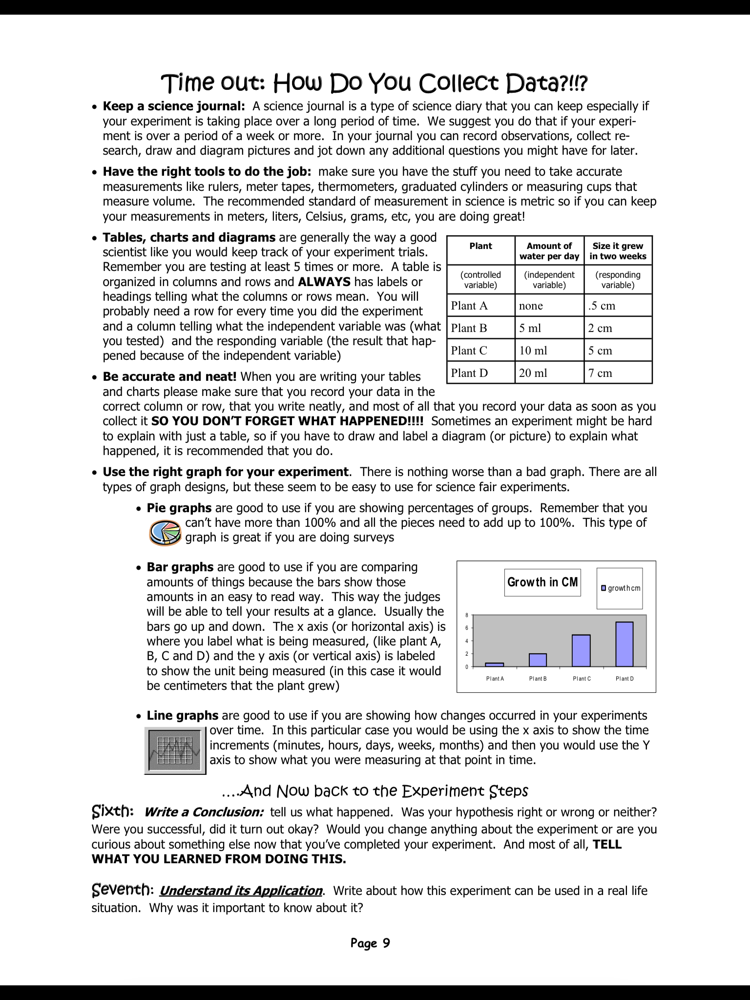 Time out: How Do You Collect Data?!!?
• Keep a science journal: A science journal is a type of science diary that you can keep especially if
your experiment is taking place over a long period of time. We suggest you do that if your experi-
ment is over a period of a week or more. In your journal you can record observations, collect re-
search, draw and diagram pictures and jot down any additional questions you might have for later.
• Have the right tools to do the job: make sure you have the stuff you need to take accurate
measurements like rulers, meter tapes, thermometers, graduated cylinders or measuring cups that
measure volume. The recommended standard of measurement in science is metric so if you can keep
your measurements in meters, liters, Celsius, grams, etc, you are doing great!
• Tables, charts and diagrams are generally the way a good
scientist like you would keep track of your experiment trials.
Remember you are testing at least 5 times or more. A table is
organized in columns and rows and ALWAYS has labels or
headings telling what the columns or rows mean. You will
probably need a row for every time you did the experiment
and a column telling what the independent variable was (what
you tested) and the responding variable (the result that hap-
pened because of the independent variable)
Plant Amount of water per day Size it grew in two weeks
(controlled variable) (independent variable) (responding variable)
Plant A none .5 cm
Plant B 5 ml 2 cm
Plant C 10 ml 5 cm
Plant D 20 ml 7 cm
• Be accurate and neat! When you are writing your tables
and charts please make sure that you record your data in the
correct column or row, that you write neatly, and most of all that you record your data as soon as you
collect it SO YOU DON'T FORGET WHAT HAPPENED!!!! Sometimes an experiment might be hard
to explain with just a table, so if you have to draw and label a diagram (or picture) to explain what
happened, it is recommended that you do.
• Use the right graph for your experiment. There is nothing worse than a bad graph. There are all
types of graph designs, but these seem to be easy to use for science fair experiments.
• Pie graphs are good to use if you are showing percentages of groups. Remember that you
can't have more than 100% and all the pieces need to add up to 100%. This type of
graph is great if you are doing surveys
• Bar graphs are good to use if you are comparing
amounts of things because the bars show those
amounts in an easy to read way. This way the judges
will be able to tell your results at a glance. Usually the
bars go up and down. The x axis (or horizontal axis) is
where you label what is being measured, (like plant A,
B, C and D) and the y axis (or vertical axis) is labeled
to show the unit being measured (in this case it would
be centimeters that the plant grew)
Growth in CM
growth cm
8
6
4
2
0
Plant A Plant B Plant C Plant D
• Line graphs are good to use if you are showing how changes occurred in your experiments
over time. In this particular case you would be using the x axis to show the time
increments (minutes, hours, days, weeks, months) and then you would use the Y
axis to show what you were measuring at that point in time.
....And Now back to the Experiment Steps
Sixth: Write a Conclusion: tell us what happened. Was your hypothesis right or wrong or neither?
Were you successful, did it turn out okay? Would you change anything about the experiment or are you
curious about something else now that you've completed your experiment. And most of all, TELL
WHAT YOU LEARNED FROM DOING THIS.
Seventh: Understand its Application. Write about how this experiment can be used in a real life
situation. Why was it important to know about it?
Page 9